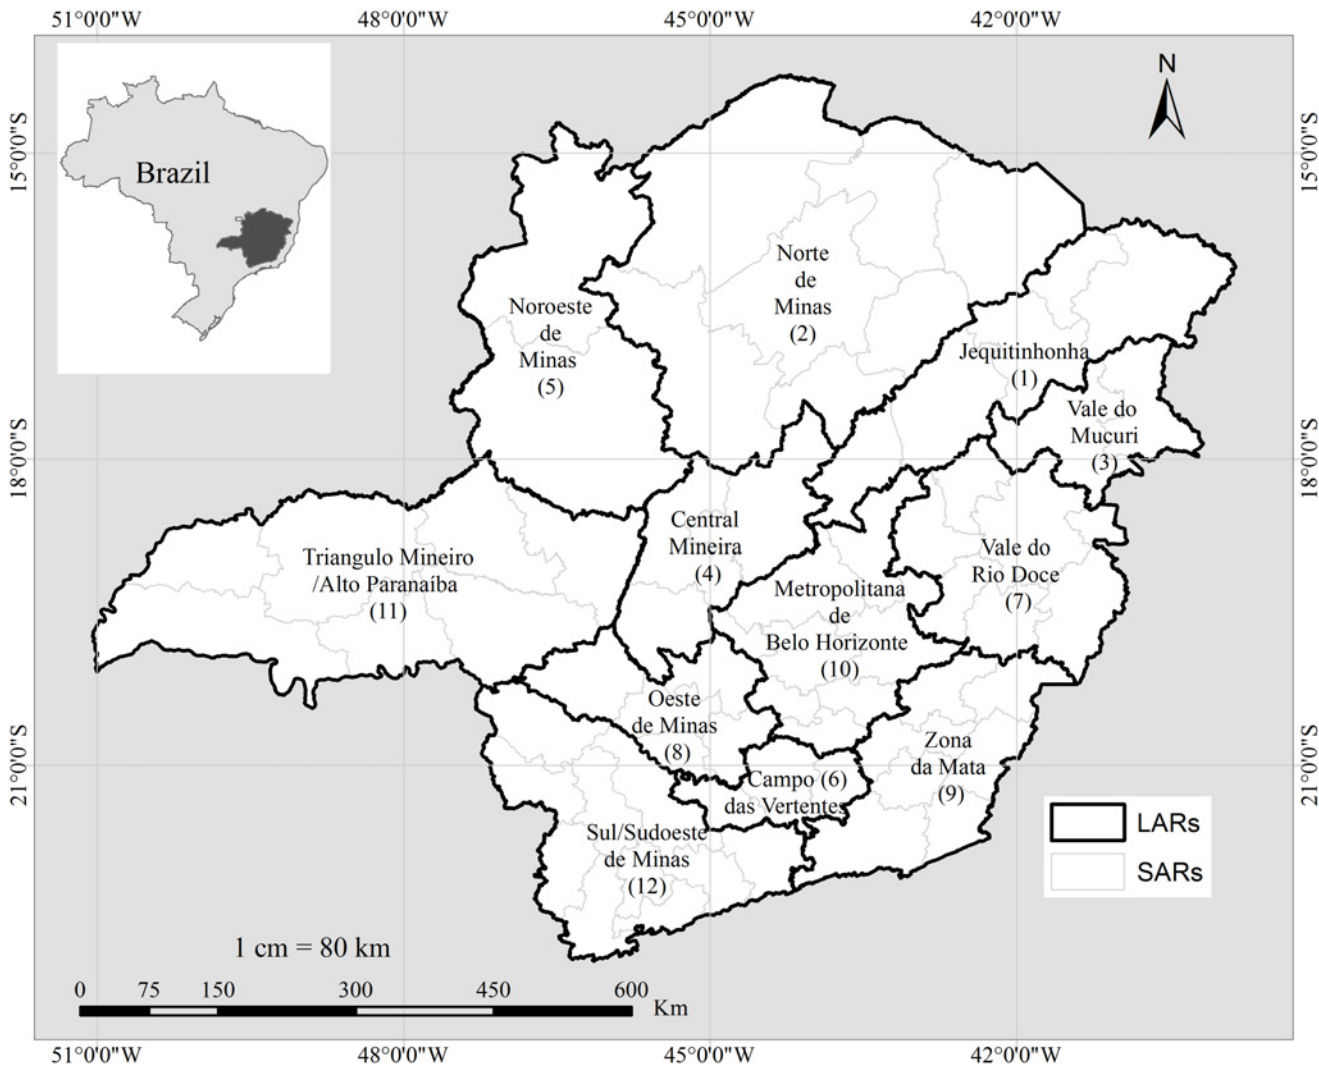 51°0'0"W 48°0'0"W 45°0'0"W 42°0'0"W
N
15°0'0"S
15°0'0"S
Brazil
Norte
de
Minas
(2)
Noroeste
de
Minas
(5)
Jequitinhonha
(1)
Vale do
Mucuri
(3)
18°0'0"S
18°0'0"S
Central
Mineira
(4)
Triangulo Mineiro
/Alto Paranaíba
(11)
Vale do
Rio Doce
(7)
Metropolitana
de
Belo Horizonte
(10)
Oeste
de Minas
(8)
Zona
da Mata
(9)
21°0'0"S
21°0'0"S
Campo (6)
das Vertentes
Sul/Sudoeste
de Minas
(12)
LARs
SARs
1 cm = 80 km
0 75 150 300 450 600
Km
51°0'0"W 48°0'0"W 45°0'0"W 42°0'0"W